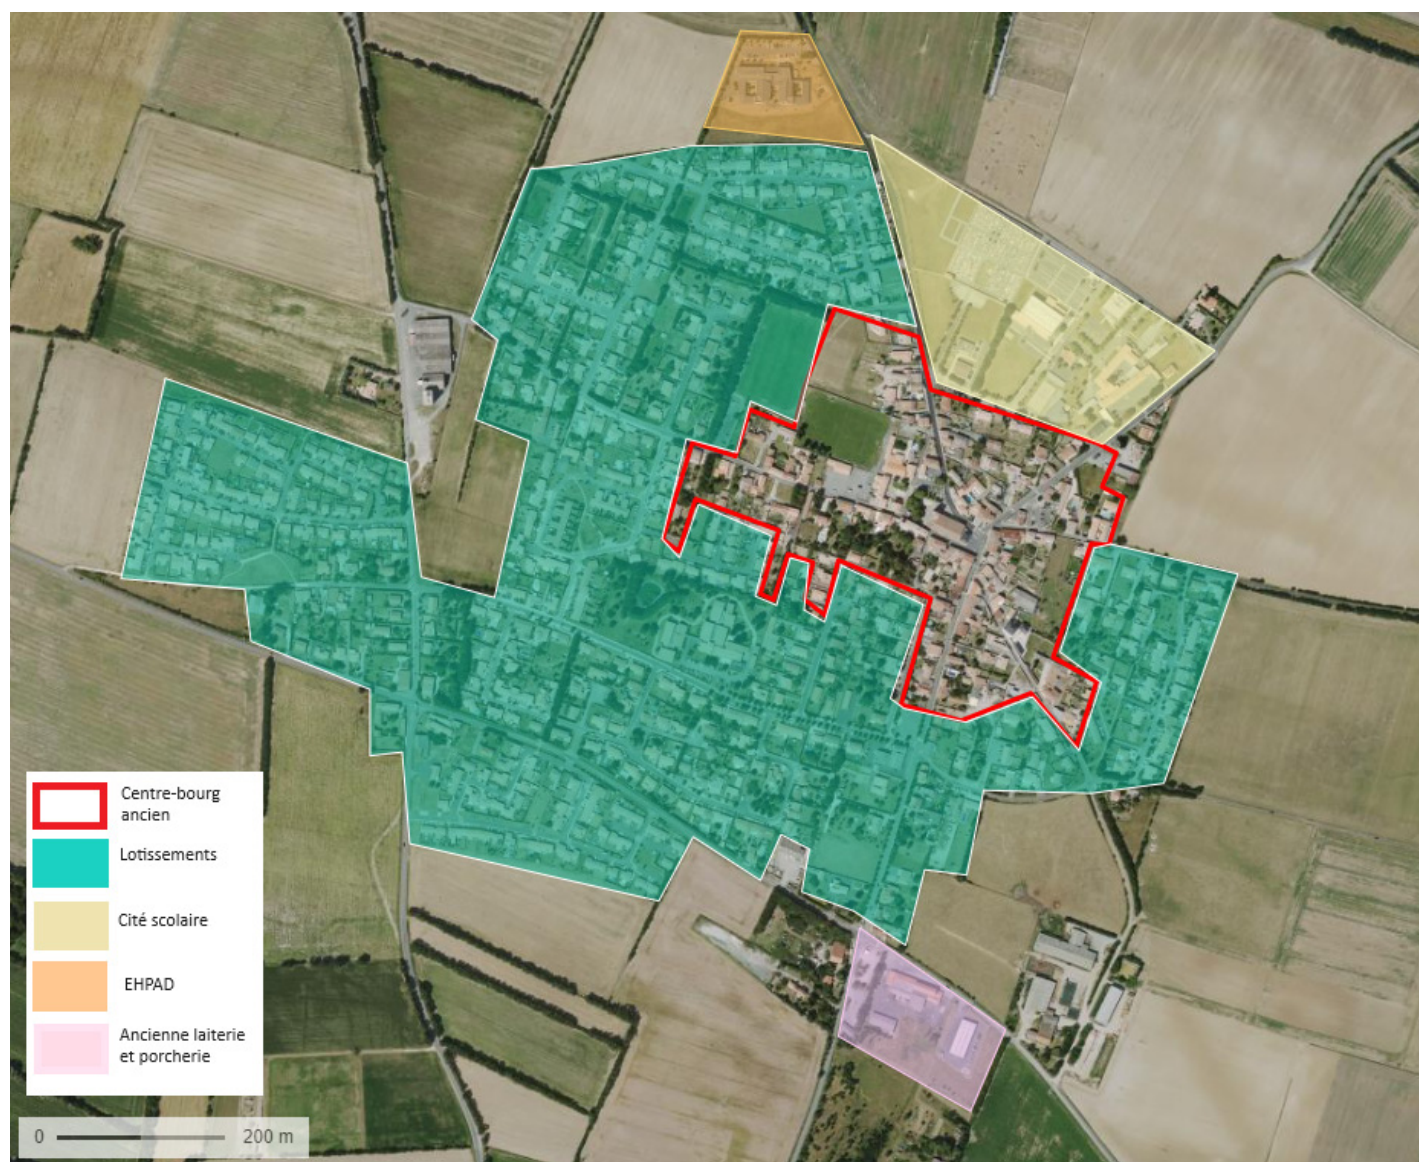 Centre-bourg
ancien
Lotissements
Cité scolaire
EHPAD
Ancienne laiterie
et porcherie
0 200 m